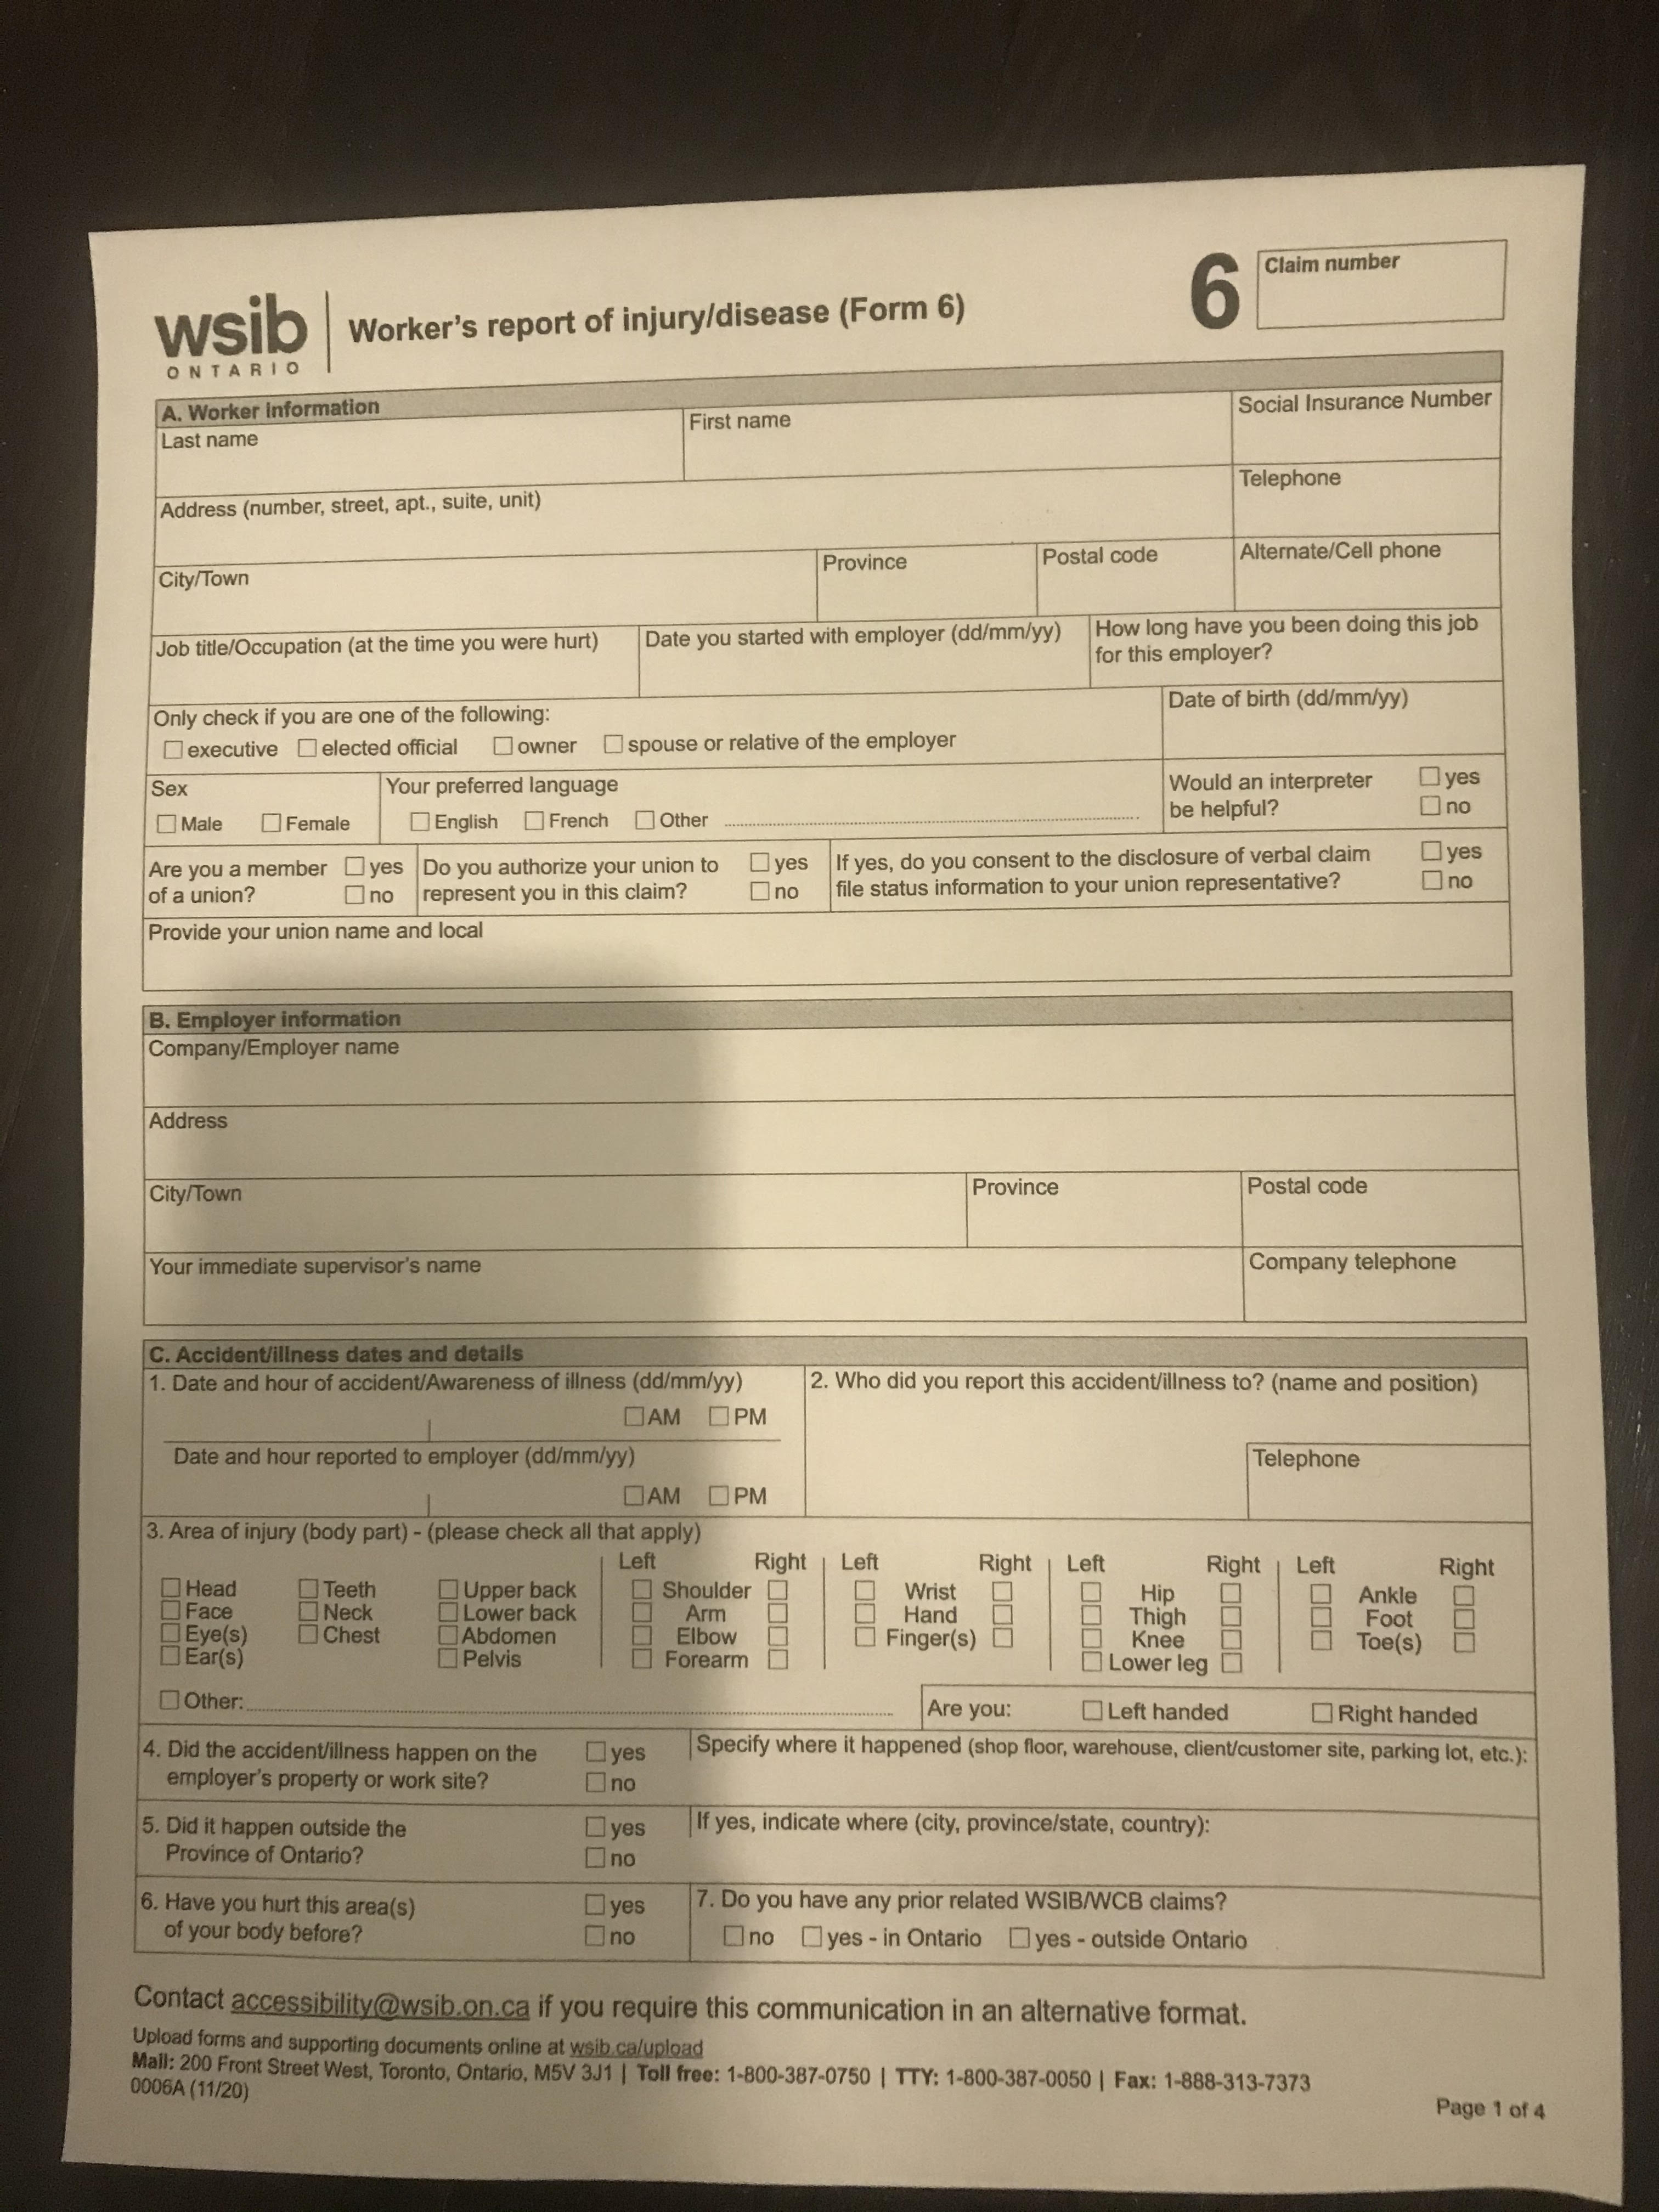 wsib
ONTARIO
Worker's report of injury/disease (Form 6)
6
Claim number
A. Worker Information
Last name
First name
Social Insurance Number
Address (number, street, apt., suite, unit)
Telephone
City/Town
Province
Postal code
Alternate/Cell phone
Job title/Occupation (at the time you were hurt)
Date you started with employer (dd/mm/yy)
How long have you been doing this job
for this employer?
Only check if you are one of the following:
executive elected official owner spouse or relative of the employer
Date of birth (dd/mm/yy)
Sex
Male Female
Your preferred language
English French Other
Would an interpreter
be helpful?
yes
no
Are you a member
of a union?
yes
no
Do you authorize your union to
represent you in this claim?
yes
no
If yes, do you consent to the disclosure of verbal claim
file status information to your union representative?
yes
no
Provide your union name and local
B. Employer information
Company/Employer name
Address
City/Town
Province
Postal code
Your immediate supervisor's name
Company telephone
C. Accident/illness dates and details
1. Date and hour of accident/Awareness of illness (dd/mm/yy)
AM PM
Date and hour reported to employer (dd/mm/yy)
AM PM
2. Who did you report this accident/illness to? (name and position)
Telephone
3. Area of injury (body part) - (please check all that apply)
Left Right Left Right Left Right Left Right
Head Teeth Upper back Shoulder Wrist Hip Ankle
Face Neck Lower back Arm Hand Thigh Foot
Eye(s) Chest Abdomen Elbow Finger(s) Knee Toe(s)
Ear(s) Pelvis Forearm Lower leg
Other:
Are you: Left handed Right handed
4. Did the accident/illness happen on the
employer's property or work site?
yes
no
Specify where it happened (shop floor, warehouse, client/customer site, parking lot, etc.):
5. Did it happen outside the
Province of Ontario?
yes
no
If yes, indicate where (city, province/state, country):
6. Have you hurt this area(s)
of your body before?
yes
no
7. Do you have any prior related WSIB/WCB claims?
no yes - in Ontario yes - outside Ontario
Contact accessibility@wsib.on.ca if you require this communication in an alternative format.
Upload forms and supporting documents online at wsib.ca/upload
Mail: 200 Front Street West, Toronto, Ontario, M5V 3J1 | Toll free: 1-800-387-0750 | TTY: 1-800-387-0050 | Fax: 1-888-313-7373
0006A (11/20)
Page 1 of 4